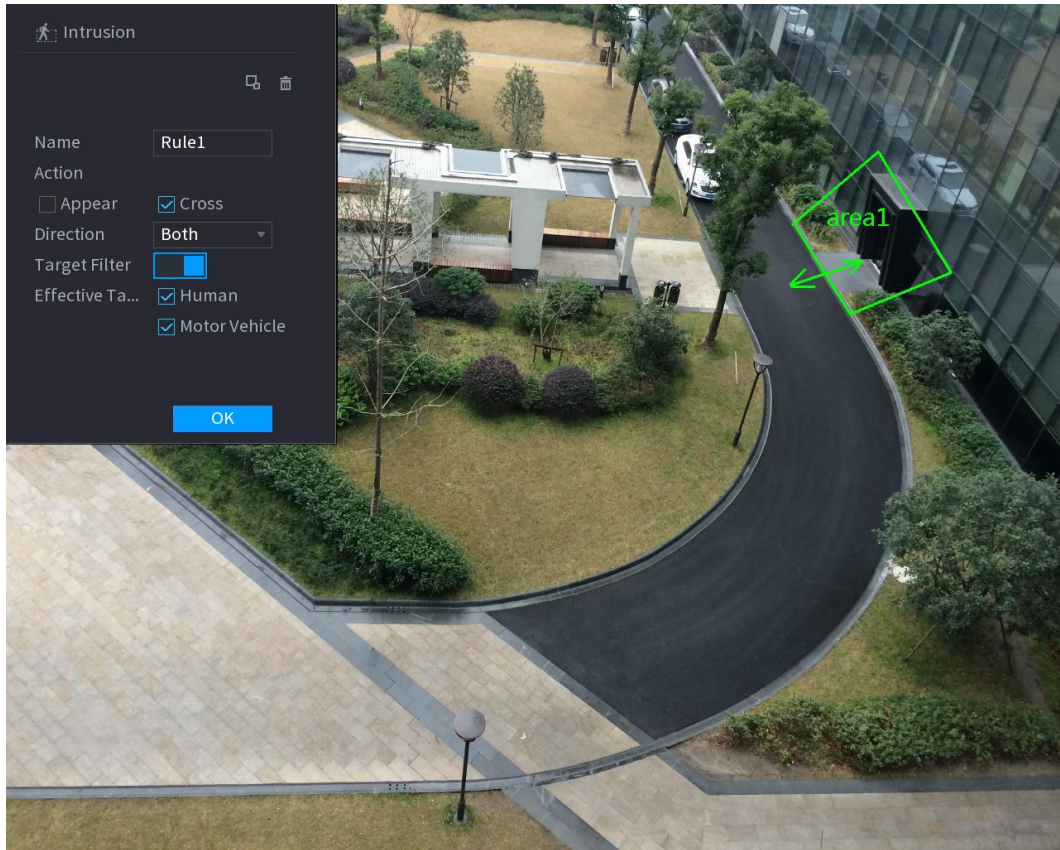 Intrusion
Name Rule1
Action
Appear Cross
Direction Both
Target Filter
Effective Ta... Human
Motor Vehicle
OK
area1